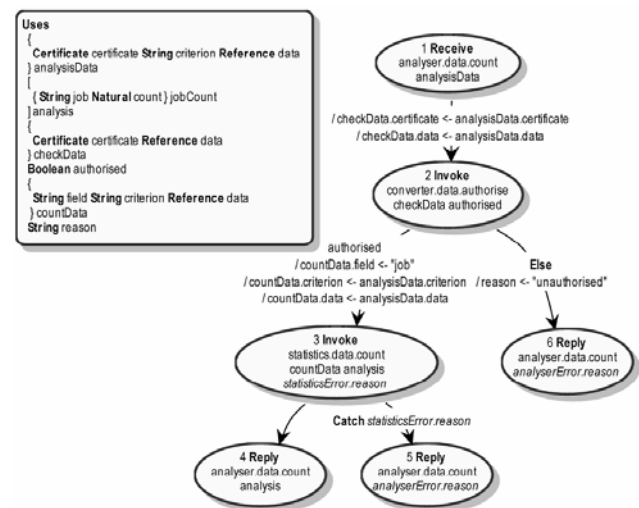 Uses
{
Certificate certificate String criterion Reference data
} analysisData
[
{ String job Natural count } jobCount
] analysis
{
Certificate certificate Reference data
} checkData
Boolean authorised
{
String field String criterion Reference data
} countData
String reason
1 Receive
analyser.data.count
analysisData
/ checkData.certificate <- analysisData.certificate
/ checkData.data <- analysisData.data
2 Invoke
converter.data.authorise
checkData authorised
authorised
/ countData.field <- "job"
/ countData.criterion <- analysisData.criterion
/ countData.data <- analysisData.data
Else
/ reason <- "unauthorised"
3 Invoke
statistics.data.count
countData analysis
statisticsError.reason
6 Reply
analyser.data.count
analyserError.reason
Catch statisticsError.reason
4 Reply
analyser.data.count
analysis
5 Reply
analyser.data.count
analyserError.reason